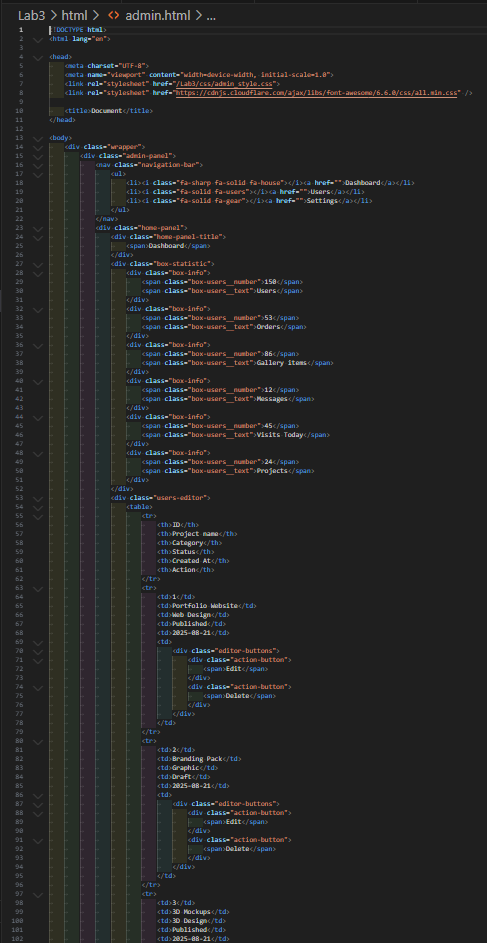 Lab3 > html > <> admin.html > ...
1 <!DOCTYPE html>
2 <html lang="en">
3
4 <head>
5 <meta charset="UTF-8">
6 <meta name="viewport" content="width=device-width, initial-scale=1.0">
7 <link rel="stylesheet" href="/Lab3/css/admin_style.css">
8 <link rel="stylesheet" href="https://cdnjs.cloudflare.com/ajax/libs/font-awesome/6.6.0/css/all.min.css" />
9
10 <title>Document</title>
11 </head>
12
13 <body>
14 <div class="wrapper">
15 <div class="admin-panel">
16 <nav class="navigation-bar">
17 <ul>
18 <li><i class="fa-sharp fa-solid fa-house"></i><a href="">Dashboard</a></li>
19 <li><i class="fa-solid fa-users"></i><a href="">Users</a></li>
20 <li><i class="fa-solid fa-gear"></i><a href="">Settings</a></li>
21 </ul>
22 </nav>
23 <div class="home-panel">
24 <div class="home-panel-title">
25 <span>Dashboard</span>
26 </div>
27 <div class="box-statistic">
28 <div class="box-info">
29 <span class="box-users__number">150</span>
30 <span class="box-users__text">Users</span>
31 </div>
32 <div class="box-info">
33 <span class="box-users__number">53</span>
34 <span class="box-users__text">Orders</span>
35 </div>
36 <div class="box-info">
37 <span class="box-users__number">86</span>
38 <span class="box-users__text">Gallery items</span>
39 </div>
40 <div class="box-info">
41 <span class="box-users__number">12</span>
42 <span class="box-users__text">Messages</span>
43 </div>
44 <div class="box-info">
45 <span class="box-users__number">45</span>
46 <span class="box-users__text">Visits Today</span>
47 </div>
48 <div class="box-info">
49 <span class="box-users__number">24</span>
50 <span class="box-users__text">Projects</span>
51 </div>
52 </div>
53 <div class="users-editor">
54 <table>
55 <tr>
56 <th>ID</th>
57 <th>Project name</th>
58 <th>Category</th>
59 <th>Status</th>
60 <th>Created At</th>
61 <th>Action</th>
62 </tr>
63 <tr>
64 <td>1</td>
65 <td>Portfolio Website</td>
66 <td>Web Design</td>
67 <td>Published</td>
68 <td>2025-08-21</td>
69 <td>
70 <div class="editor-buttons">
71 <div class="action-button">
72 <span>Edit</span>
73 </div>
74 <div class="action-button">
75 <span>Delete</span>
76 </div>
77 </div>
78 </td>
79 </tr>
80 <tr>
81 <td>2</td>
82 <td>Branding Pack</td>
83 <td>Graphic</td>
84 <td>Draft</td>
85 <td>2025-08-21</td>
86 <td>
87 <div class="editor-buttons">
88 <div class="action-button">
89 <span>Edit</span>
90 </div>
91 <div class="action-button">
92 <span>Delete</span>
93 </div>
94 </div>
95 </td>
96 </tr>
97 <tr>
98 <td>3</td>
99 <td>3D Mockups</td>
100 <td>3D Design</td>
101 <td>Published</td>
102 <td>2025-08-21</td>